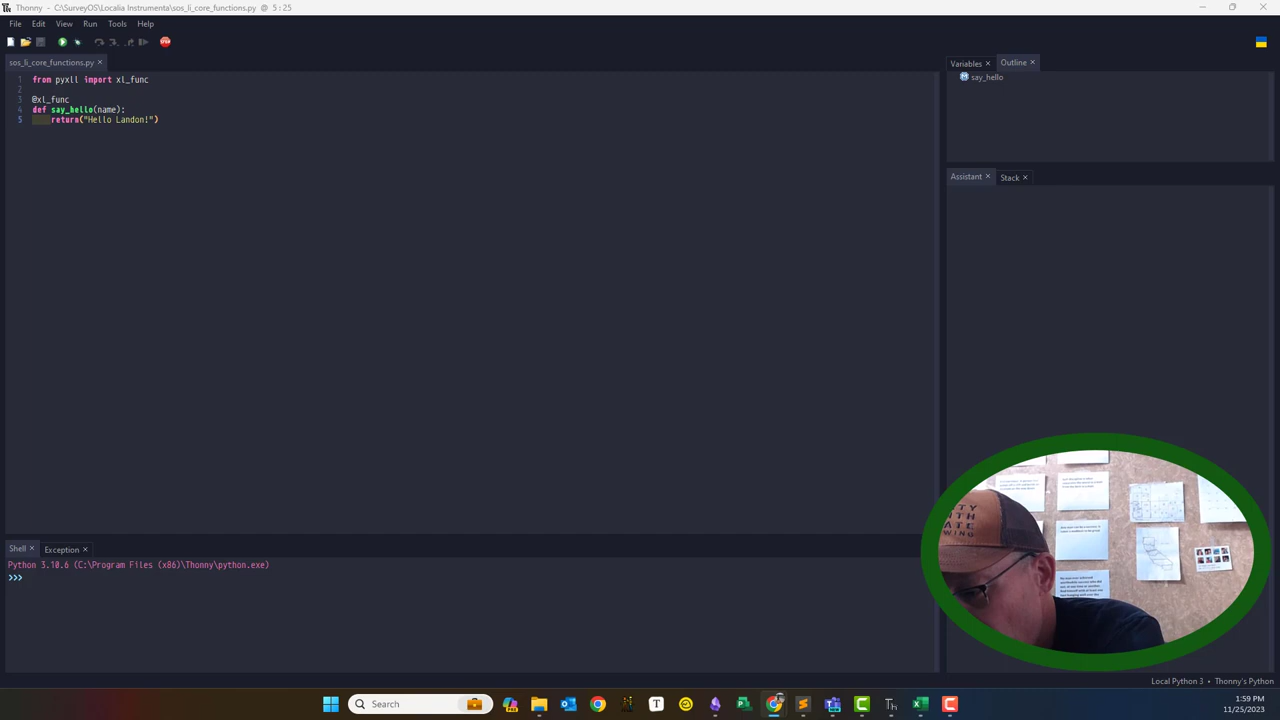 Thonny - C:\SurveyOS\Localia Instrumenta\sos_li_core_functions.py @ 5 : 25
File Edit View Run Tools Help
sos_li_core_functions.py ×
1 from pyxll import xl_func
2
3 @xl_func
4 def say_hello(name):
5 return("Hello Landon!")
Variables × Outline ×
say_hello
Assistant × Stack ×
Shell × Exception ×
Python 3.10.6 (C:\Program Files (x86)\Thonny\python.exe)
>>>
Local Python 3 • Thonny's Python
Search
1:59 PM
11/25/2023